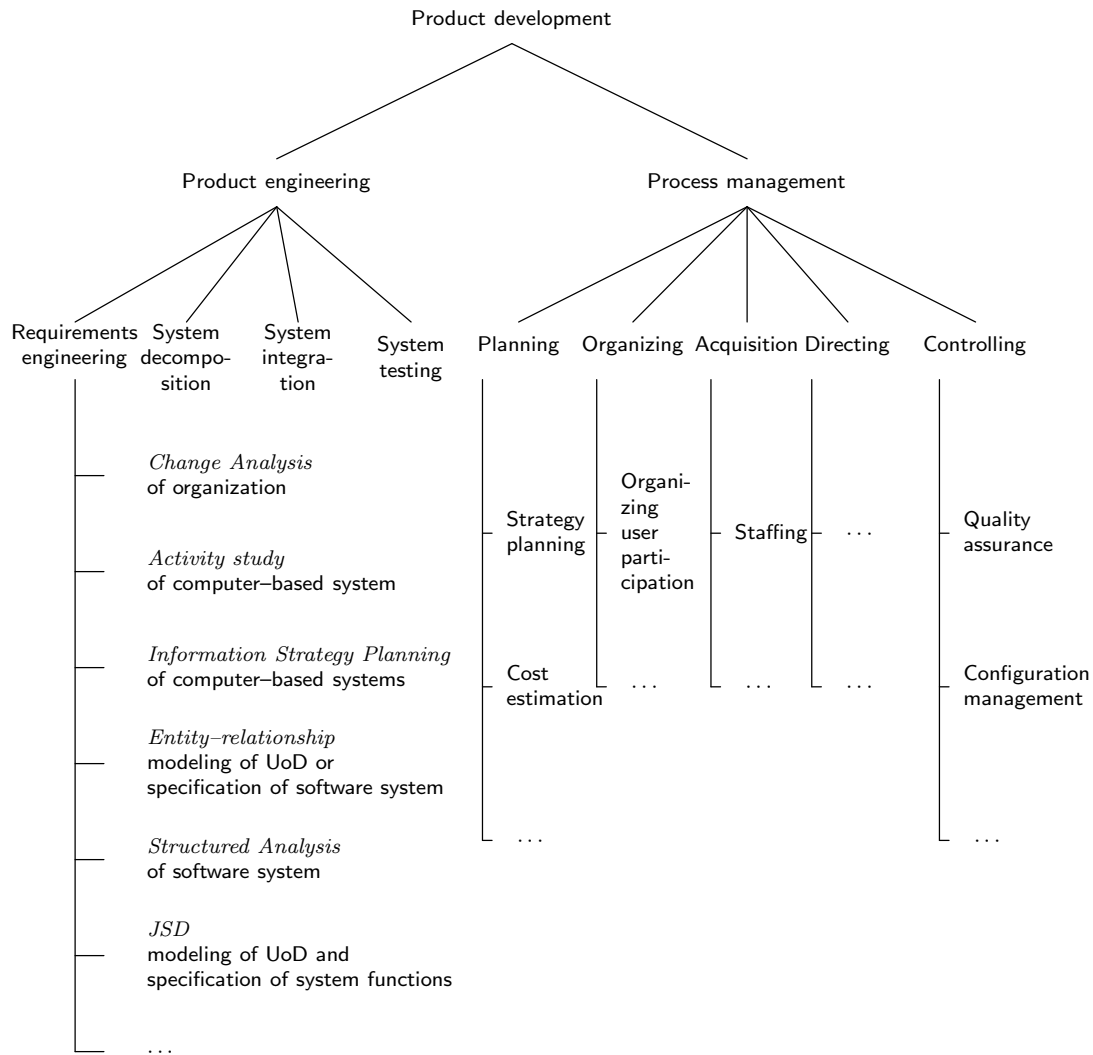 Product development
Product engineering
Process management
Requirements
engineering
System
decompo-
sition
System
integra-
tion
System
testing
Planning
Organizing
Acquisition
Directing
Controlling
Change Analysis
of organization
Activity study
of computer–based system
Information Strategy Planning
of computer–based systems
Entity–relationship
modeling of UoD or
specification of software system
Structured Analysis
of software system
JSD
modeling of UoD and
specification of system functions
...
Strategy
planning
Cost
estimation
...
Organi-
zing
user
parti-
cipation
...
Staffing
...
...
...
Quality
assurance
Configuration
management
...